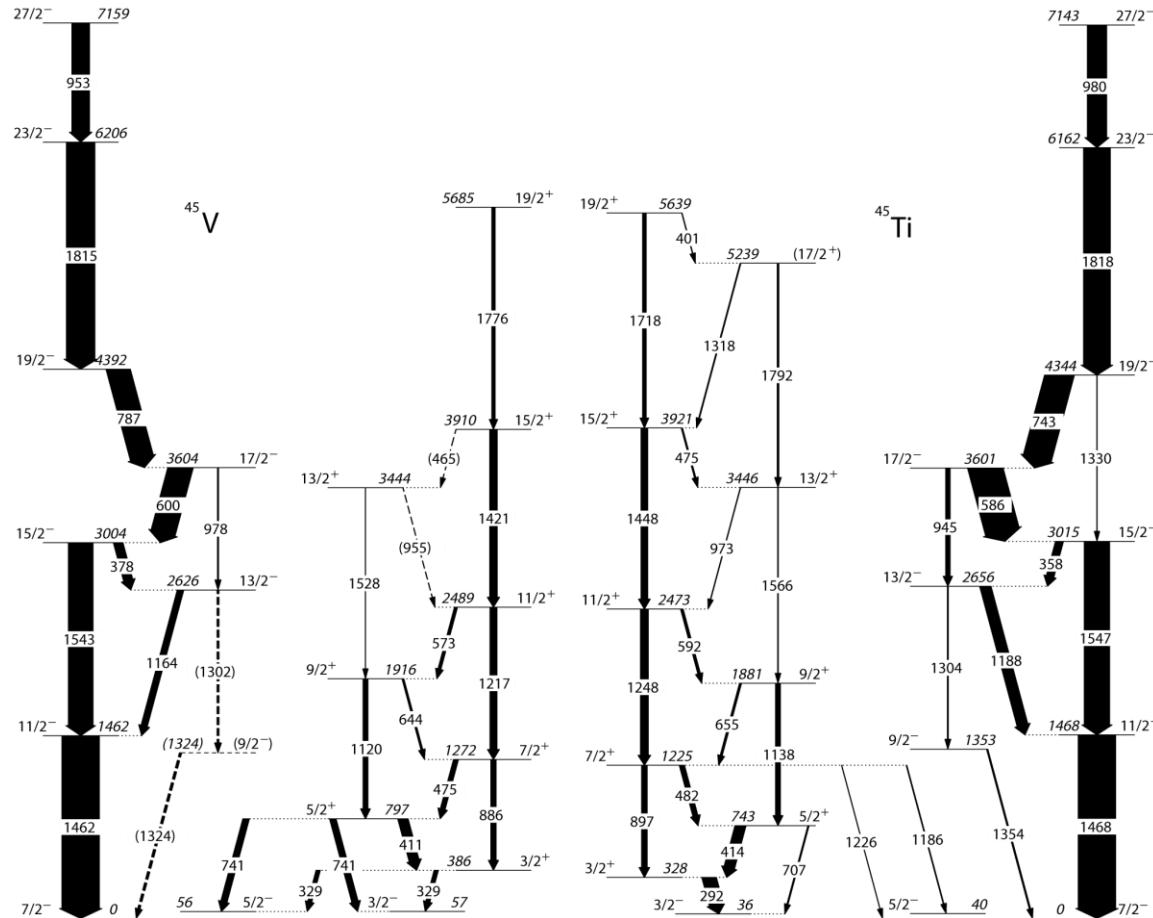 27/2⁻ 7159 7143 27/2⁻
953 980
23/2⁻ 6206 6162 23/2⁻
⁴⁵V 5685 19/2⁺ 19/2⁺ 5639 ⁴⁵Ti
401 5239 (17/2⁺)
1815 1818
1776 1718 1318
19/2⁻ 4392 1792 4344 19/2⁻
787 3910 15/2⁺ 15/2⁺ 3921 743
3604 17/2⁻ (465) 475 17/2⁻ 3601 1330
13/2⁺ 3444 3446 13/2⁺
600 978 1421 1448 945 586
15/2⁻ 3004 (955) 973 3015 15/2⁻
378 2626 13/2⁻ 1528 1566 13/2⁻ 2656 358
2489 11/2⁺ 11/2⁺ 2473
1543 573 592 1547
1164 (1302) 1304 1188
9/2⁺ 1916 1217 1248 1881 9/2⁺
644 655
11/2⁻ 1462 1468 11/2⁻
(1324) (9/2⁻) 1120 1272 7/2⁺ 7/2⁺ 1225 1138 9/2⁻ 1353
475 482
5/2⁺ 797 886 897 743 5/2⁺
(1324) 411 414 1226 1186 1354
1462 741 741 386 3/2⁺ 3/2⁺ 328 707 1468
329 329 292
7/2⁻ 0 56 5/2⁻ 3/2⁻ 57 3/2⁻ 36 5/2⁻ 40 0 7/2⁻